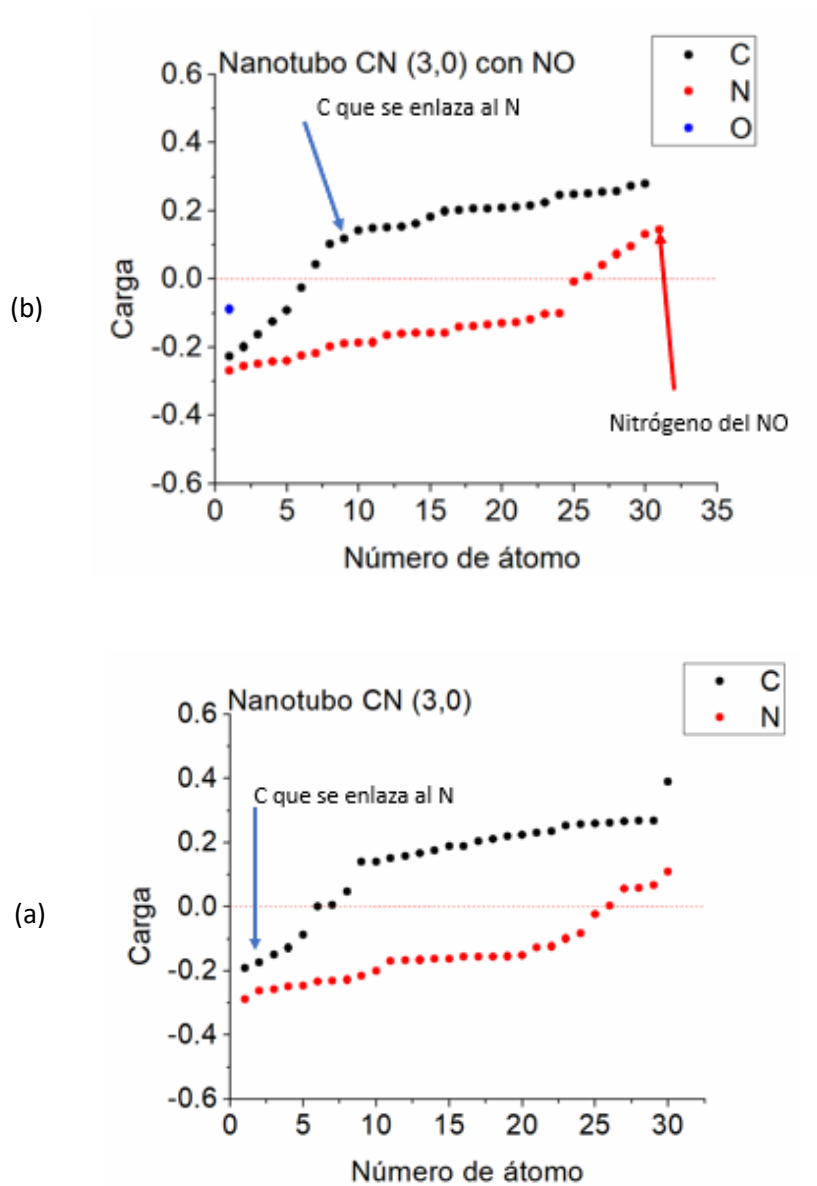 Nanotubo CN (3,0) con NO
C
N
O
C que se enlaza al N
0.6
0.4
0.2
0.0
-0.2
-0.4
-0.6
Carga
(b)
Nitrógeno del NO
0 5 10 15 20 25 30 35
Número de átomo
Nanotubo CN (3,0)
C
N
C que se enlaza al N
0.6
0.4
0.2
0.0
-0.2
-0.4
-0.6
Carga
(a)
0 5 10 15 20 25 30
Número de átomo